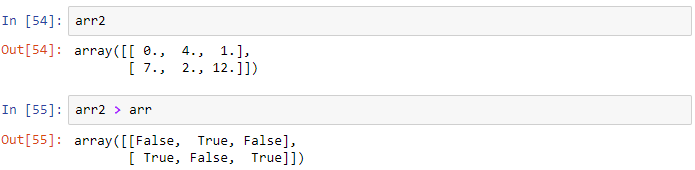 In [54]: arr2
Out[54]: array([[ 0.,  4.,  1.],
       [ 7.,  2., 12.]])
In [55]: arr2 > arr
Out[55]: array([[False,  True, False],
       [ True, False,  True]])